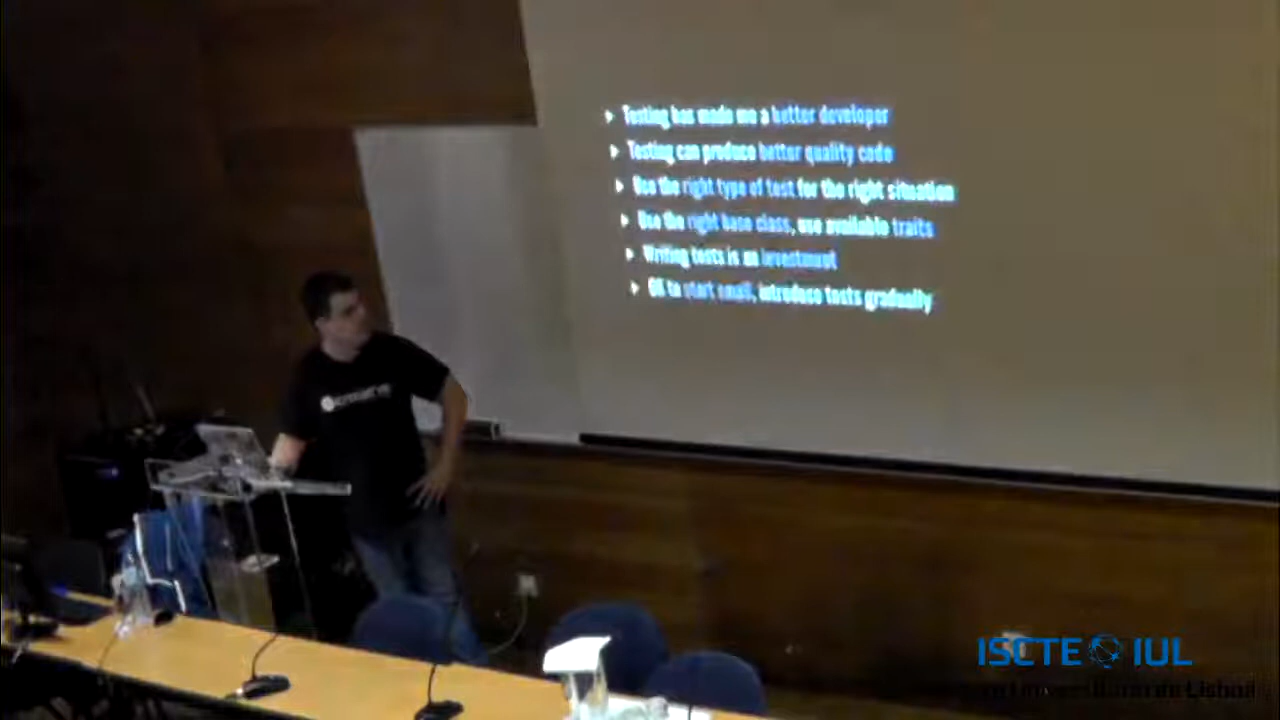 Testing has made me a better developer
Testing can produce better quality code
Use the right type of test for the right situation
Use the right base class, use available traits
Writing tests is an investment
OK to start small, introduce tests gradually
ISCTE IUL
Lisboa